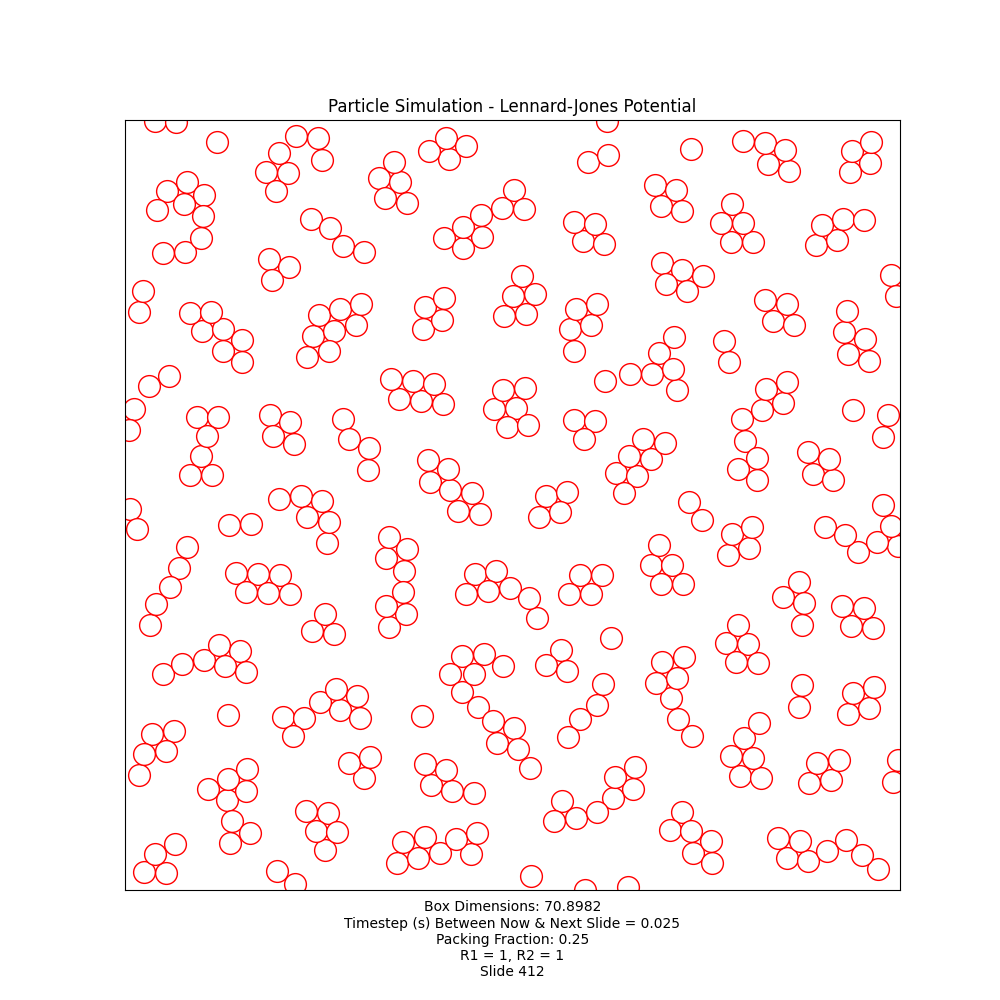 Particle Simulation - Lennard-Jones Potential
Box Dimensions: 70.8982
Timestep (s) Between Now & Next Slide = 0.025
Packing Fraction: 0.25
R1 = 1, R2 = 1
Slide 412